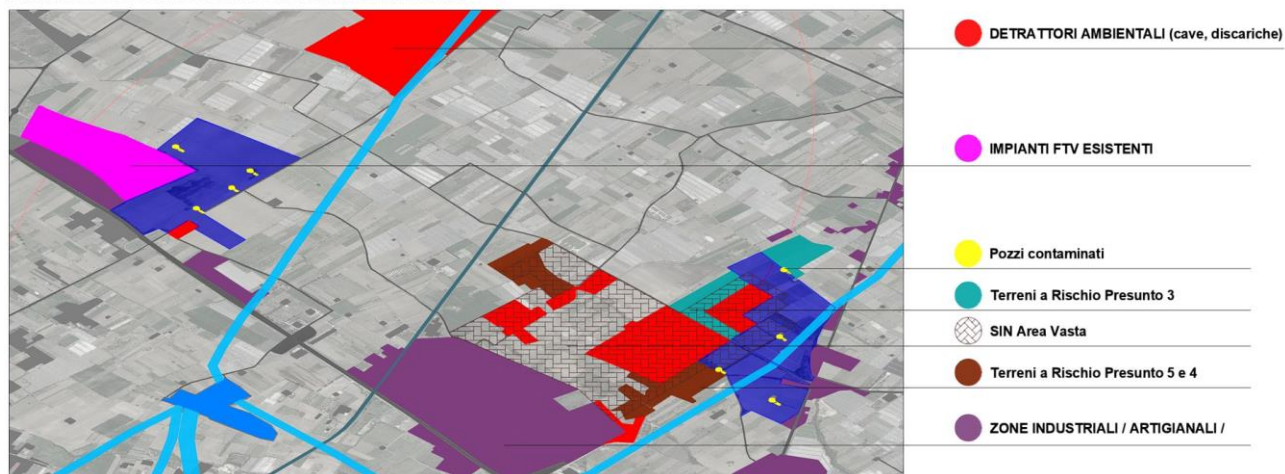 DETRATTORI AMBIENTALI (cave, discariche)
IMPIANTI FTV ESISTENTI
Pozzi contaminati
Terreni a Rischio Presunto 3
SIN Area Vasta
Terreni a Rischio Presunto 5 e 4
ZONE INDUSTRIALI / ARTIGIANALI /